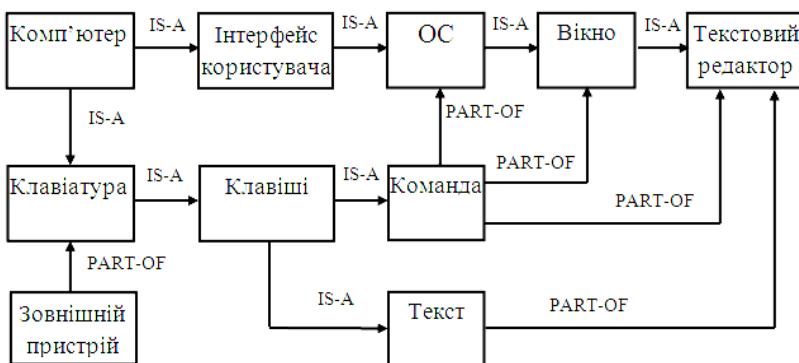 Комп’ютер
IS-A
Інтерфейс
користувача
IS-A
ОС
IS-A
Вікно
IS-A
Текстовий
редактор
IS-A
PART-OF
PART-OF
Клавіатура
IS-A
Клавіші
IS-A
Команда
PART-OF
PART-OF
Зовнішній
пристрій
IS-A
Текст
PART-OF